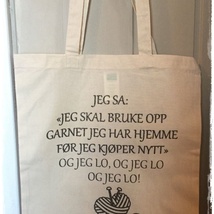 JEG SA:
«JEG SKAL BRUKE OPP
GARNET JEG HAR HJEMME
FØR JEG KJØPER NYTT»
OG JEG LO, OG JEG LO
OG JEG LO!